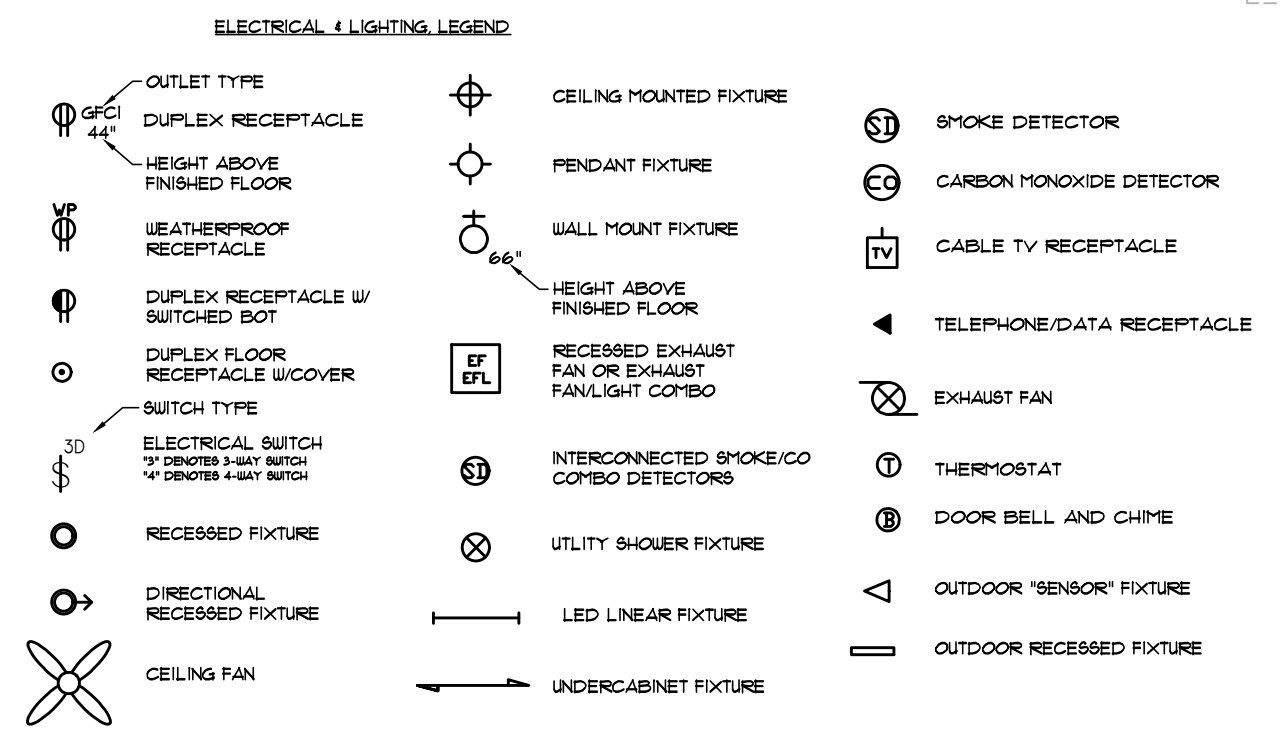 ELECTRICAL & LIGHTING, LEGEND
OUTLET TYPE
GFCI
DUPLEX RECEPTACLE
44"
HEIGHT ABOVE
FINISHED FLOOR
WP
WEATHERPROOF
RECEPTACLE
DUPLEX RECEPTACLE W/
SWITCHED BOT
DUPLEX FLOOR
RECEPTACLE W/COVER
SWITCH TYPE
3D
$
ELECTRICAL SWITCH
"3" DENOTES 3-WAY SWITCH
"4" DENOTES 4-WAY SWITCH
RECESSED FIXTURE
DIRECTIONAL
RECESSED FIXTURE
CEILING FAN
CEILING MOUNTED FIXTURE
PENDANT FIXTURE
WALL MOUNT FIXTURE
66"
HEIGHT ABOVE
FINISHED FLOOR
EF
EFL
RECESSED EXHAUST
FAN OR EXHAUST
FAN/LIGHT COMBO
SD
INTERCONNECTED SMOKE/CO
COMBO DETECTORS
UTLITY SHOWER FIXTURE
LED LINEAR FIXTURE
UNDERCABINET FIXTURE
SD
SMOKE DETECTOR
CO
CARBON MONOXIDE DETECTOR
TV
CABLE TV RECEPTACLE
TELEPHONE/DATA RECEPTACLE
EXHAUST FAN
T
THERMOSTAT
B
DOOR BELL AND CHIME
OUTDOOR "SENSOR" FIXTURE
OUTDOOR RECESSED FIXTURE